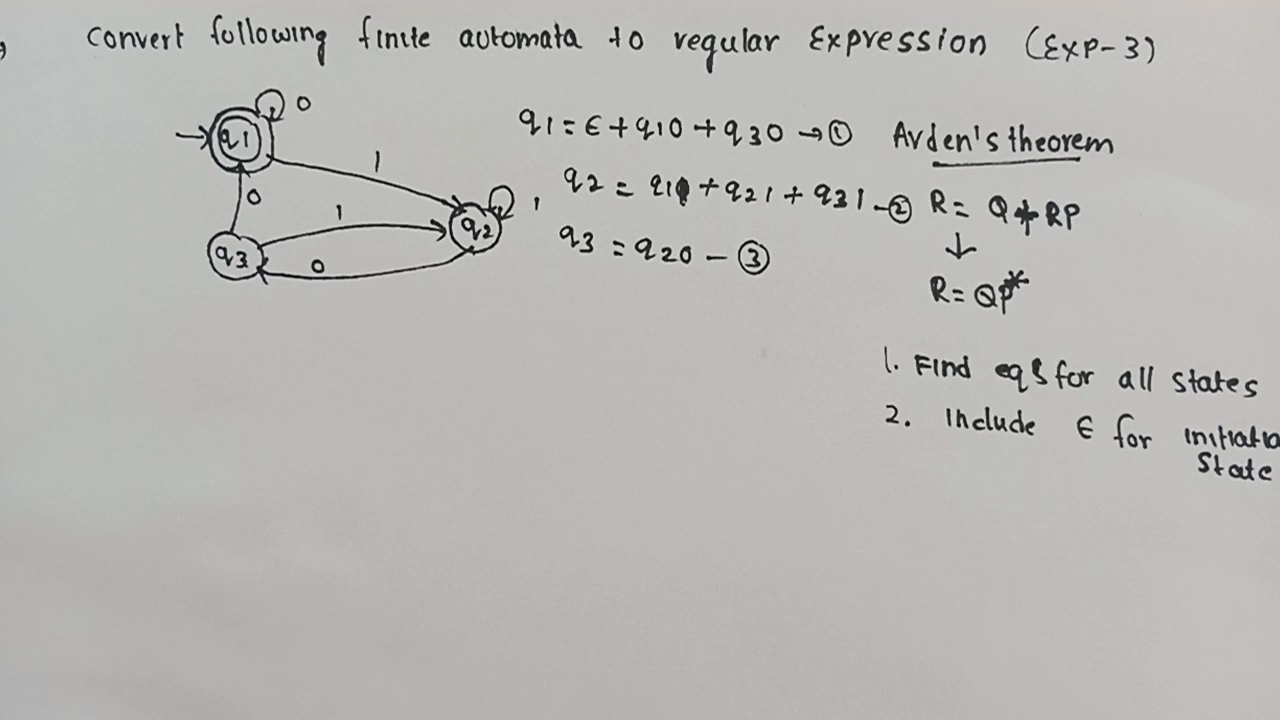 convert following finite automata to regular Expression (Exp-3)
0
q1
1
0
1
q2
1
q3
0
q1 = ε + q10 + q30 → ①
q2 = q11 + q21 + q31 - ②
q3 = q20 - ③
Arden's theorem
R = Q + RP
↓
R = QP*
1. Find eqs for all states
2. Include ε for
State